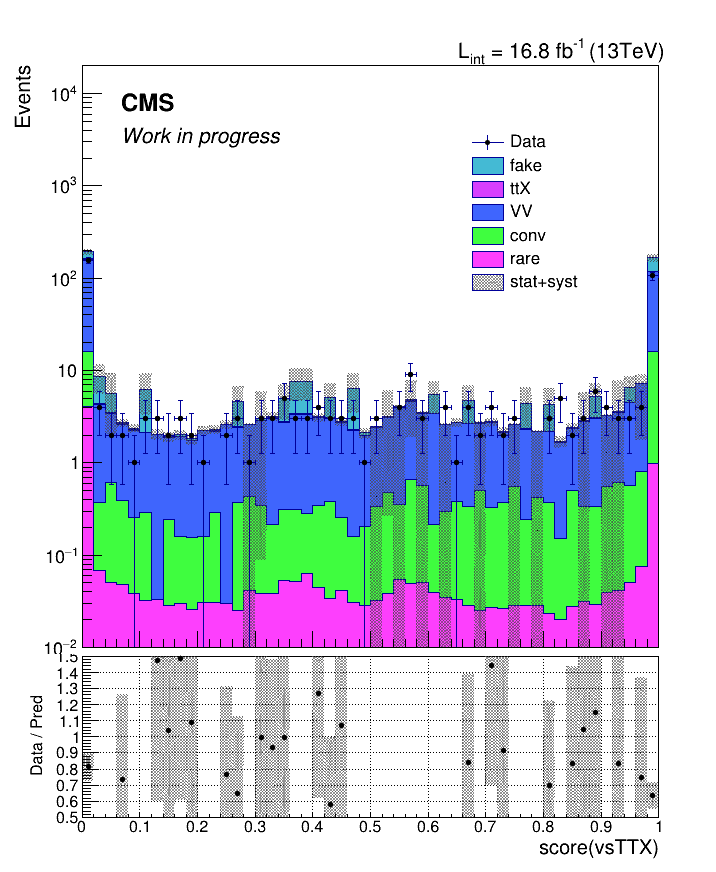 L_int = 16.8 fb^-1 (13TeV)
Events
CMS
Work in progress
Data
fake
ttX
VV
conv
rare
stat+syst
10^4
10^3
10^2
10
1
10^-1
10^-2
Data / Pred
1.5
1.4
1.3
1.2
1.1
1
0.9
0.8
0.7
0.6
0.5
0 0.1 0.2 0.3 0.4 0.5 0.6 0.7 0.8 0.9 1
score(vsTTX)